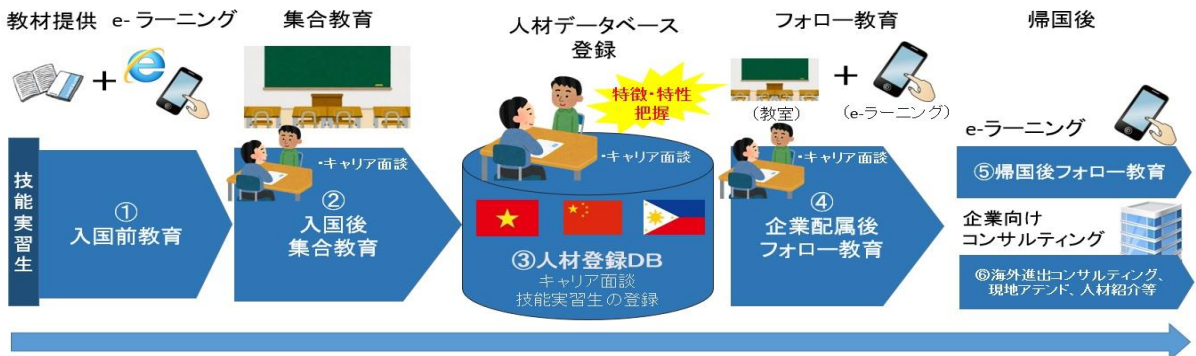 教材提供 e-ラーニング
集合教育
人材データベース
登録
フォロー教育
帰国後
+
特徴・特性
把握
+
(教室)
(e-ラーニング)
e-ラーニング
技能実習生
①
入国前教育
・キャリア面談
②
入国後
集合教育
・キャリア面談
③人材登録DB
キャリア面談
技能実習生の登録
・キャリア面談
④
企業配属後
フォロー教育
⑤帰国後フォロー教育
企業向け
コンサルティング
⑥海外進出コンサルティング、
現地アテンド、人材紹介等